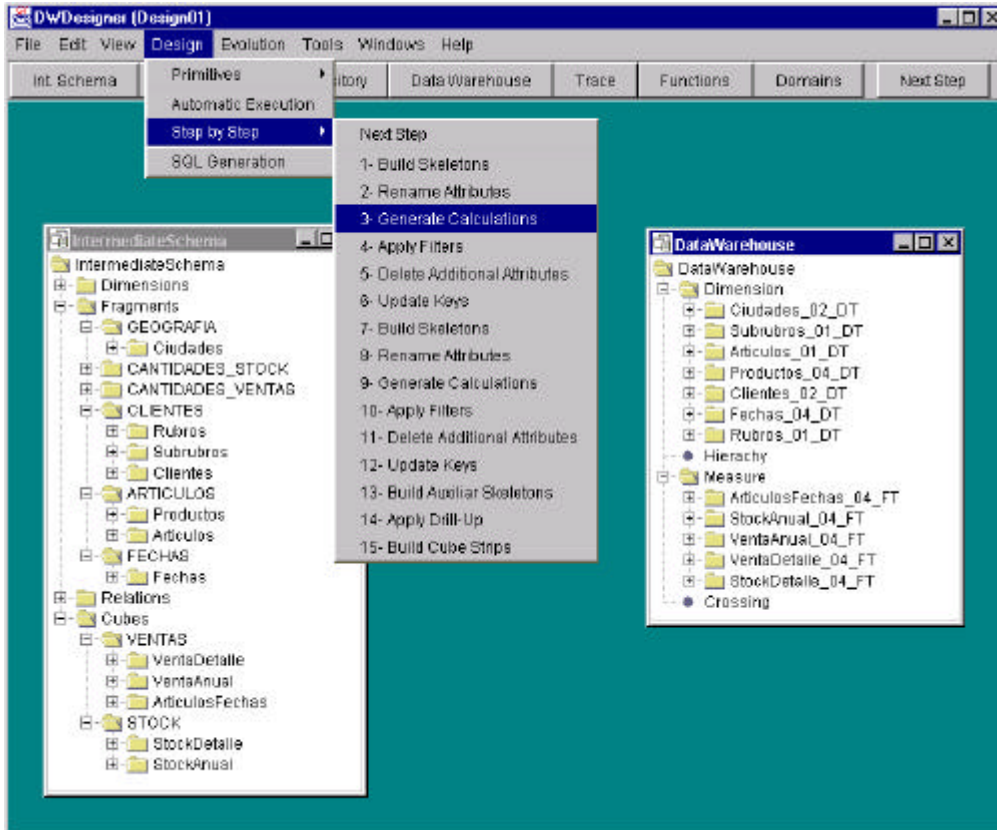 DWDesigner (Design01)
File Edit View Design Evolution Tools Windows Help
Int. Schema
Data Warehouse Trace Functions Domains Next Step
Primitives
Automatic Execution
Step by Step
SQL Generation
Next Step
1- Build Skeletons
2- Rename Attributes
3- Generate Calculations
4- Apply Filters
5- Delete Additional Attributes
6- Update Keys
7- Build Skeletons
8- Rename Attributes
9- Generate Calculations
10- Apply Filters
11- Delete Additional Attributes
12- Update Keys
13- Build Auxiliar Skeletons
14- Apply Drill-Up
15- Build Cube Strips
IntermediateSchema
IntermediateSchema
Dimensions
Fragments
GEOGRAFIA
Ciudades
CANTIDADES_STOCK
CANTIDADES_VENTAS
CLIENTES
Rubros
Subrubros
Clientes
ARTICULOS
Productos
Articulos
FECHAS
Fechas
Relations
Cubes
VENTAS
VentaDetalle
VentaAnual
ArticulosFechas
STOCK
StockDetalle
StockAnual
DataWarehouse
DataWarehouse
Dimension
Ciudades_02_DT
Subrubros_01_DT
Articulos_01_DT
Productos_04_DT
Clientes_02_DT
Fechas_04_DT
Rubros_01_DT
Hierachy
Measure
ArticulosFechas_04_FT
StockAnual_04_FT
VentaAnual_04_FT
VentaDetalle_04_FT
StockDetalle_04_FT
Crossing